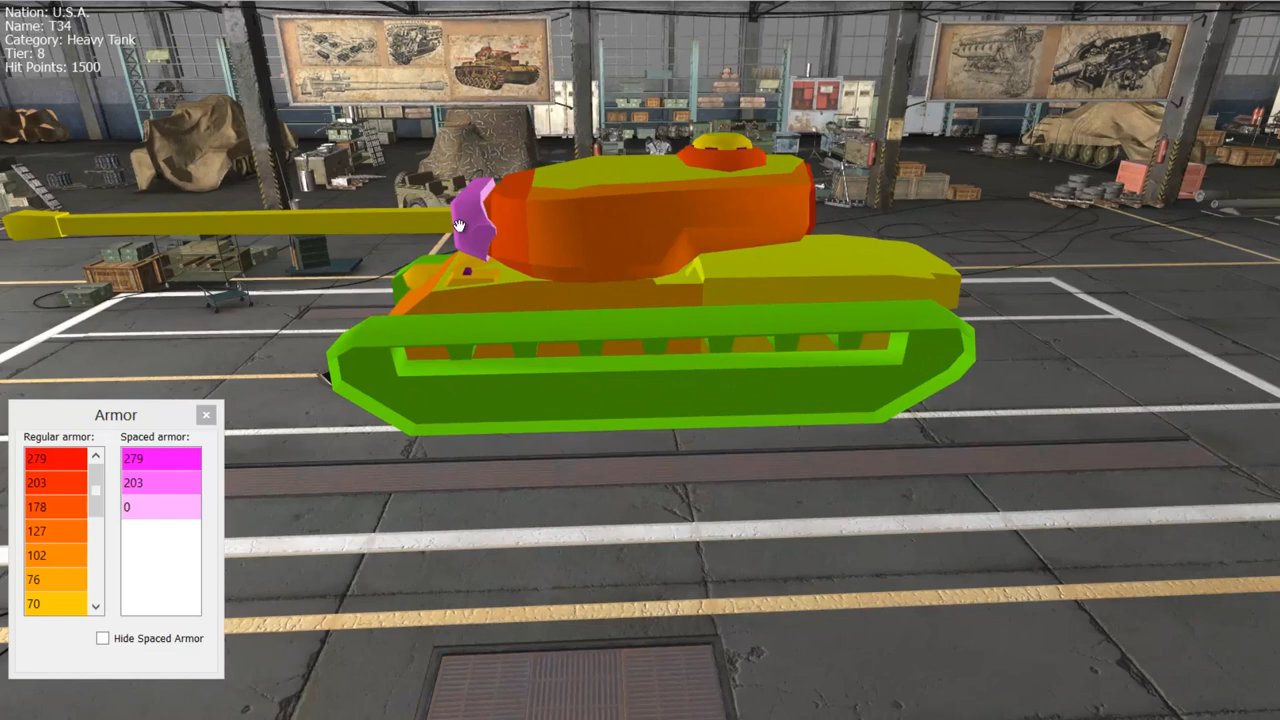 Nation: U.S.A.
Name: T34
Category: Heavy Tank
Tier: 8
Hit Points: 1500
Armor
Regular armor: Spaced armor:
279 279
203 203
178 0
127
102
76
70
Hide Spaced Armor